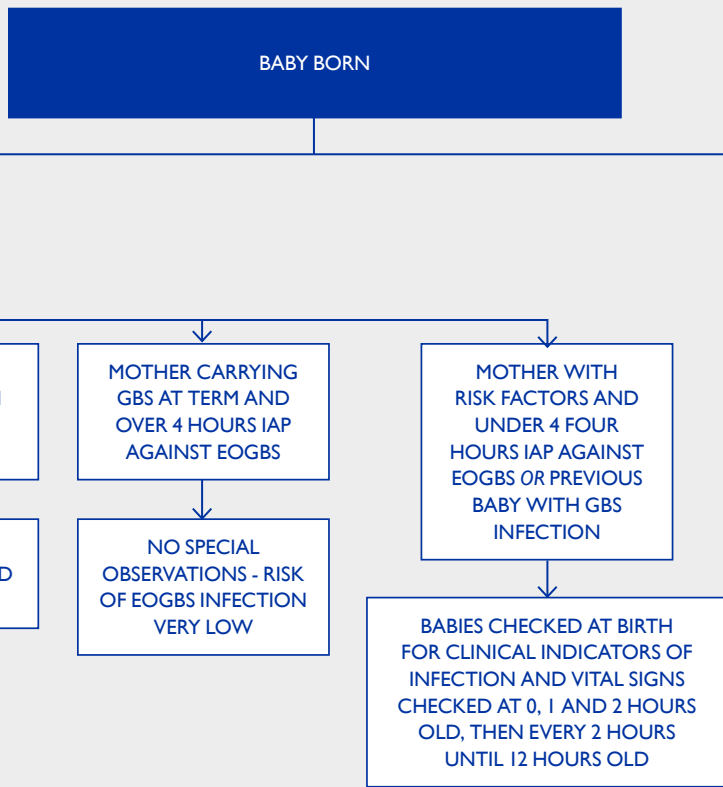 BABY BORN
MOTHER CARRYING
GBS AT TERM AND
OVER 4 HOURS IAP
AGAINST EOGBS
NO SPECIAL
OBSERVATIONS - RISK
OF EOGBS INFECTION
VERY LOW
MOTHER WITH
RISK FACTORS AND
UNDER 4 FOUR
HOURS IAP AGAINST
EOGBS OR PREVIOUS
BABY WITH GBS
INFECTION
BABIES CHECKED AT BIRTH
FOR CLINICAL INDICATORS OF
INFECTION AND VITAL SIGNS
CHECKED AT 0, 1 AND 2 HOURS
OLD, THEN EVERY 2 HOURS
UNTIL 12 HOURS OLD